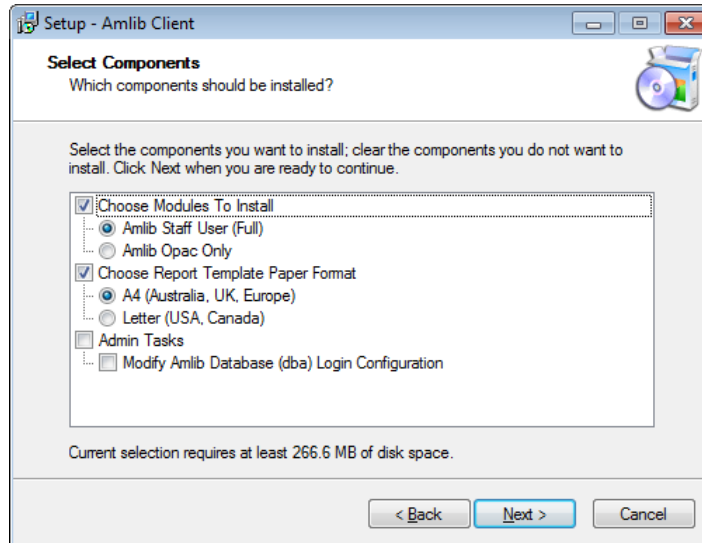 Setup - Amlib Client
Select Components
Which components should be installed?
Select the components you want to install; clear the components you do not want to
install. Click Next when you are ready to continue.
Choose Modules To Install
Amlib Staff User (Full)
Amlib Opac Only
Choose Report Template Paper Format
A4 (Australia, UK, Europe)
Letter (USA, Canada)
Admin Tasks
Modify Amlib Database (dba) Login Configuration
Current selection requires at least 266.6 MB of disk space.
< Back Next > Cancel